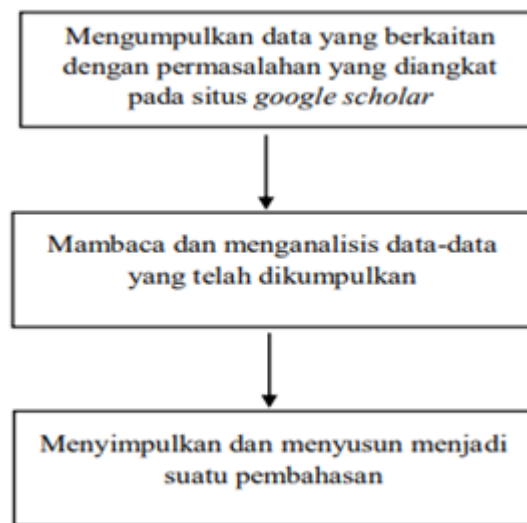 Mengumpulkan data yang berkaitan
dengan permasalahan yang diangkat
pada situs google scholar
Mambaca dan menganalisis data-data
yang telah dikumpulkan
Menyimpulkan dan menyusun menjadi
suatu pembahasan